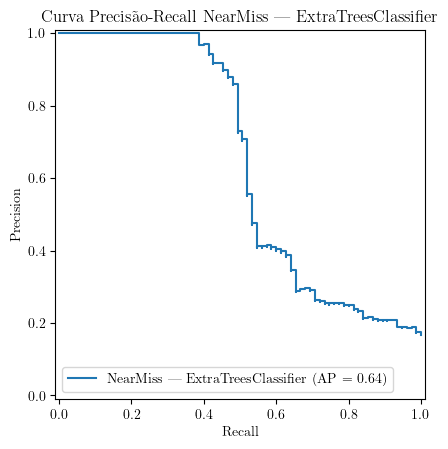 Curva Precisão-Recall NearMiss — ExtraTreesClassifier
1.0
0.8
0.6
0.4
0.2
0.0
Precision
NearMiss — ExtraTreesClassifier (AP = 0.64)
0.0 0.2 0.4 0.6 0.8 1.0
Recall